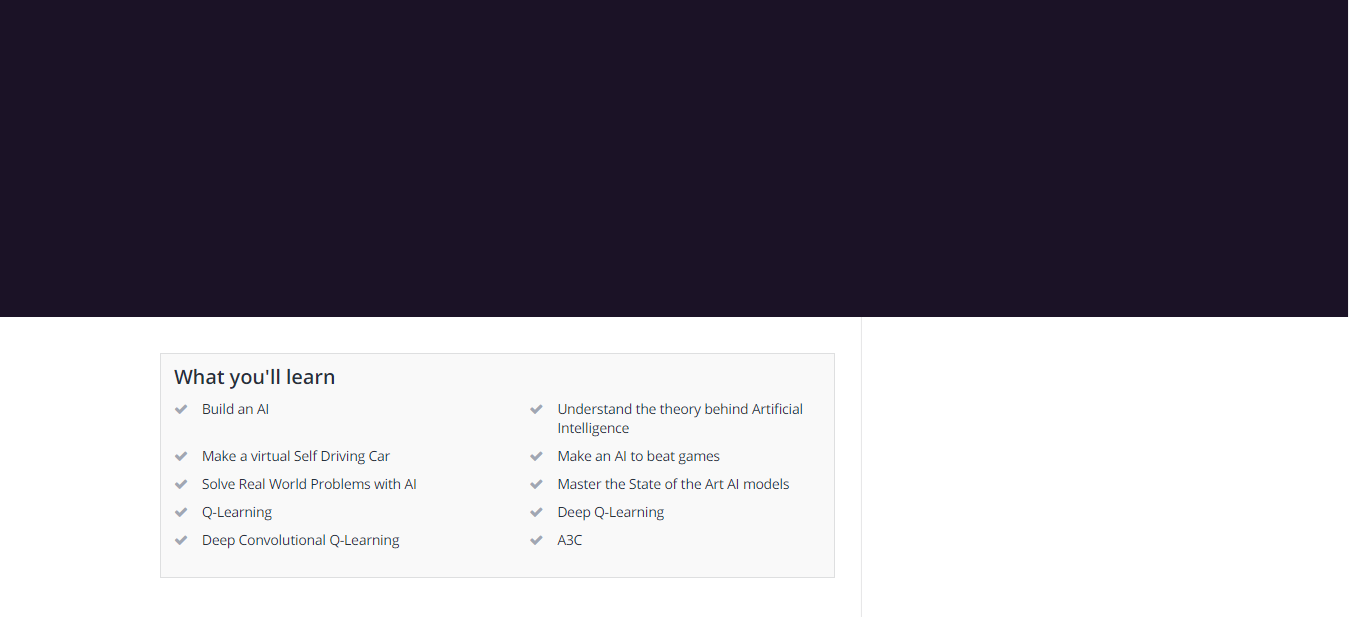 What you'll learn
Build an AI
Understand the theory behind Artificial
Intelligence
Make a virtual Self Driving Car
Make an AI to beat games
Solve Real World Problems with AI
Master the State of the Art AI models
Q-Learning
Deep Q-Learning
Deep Convolutional Q-Learning
A3C